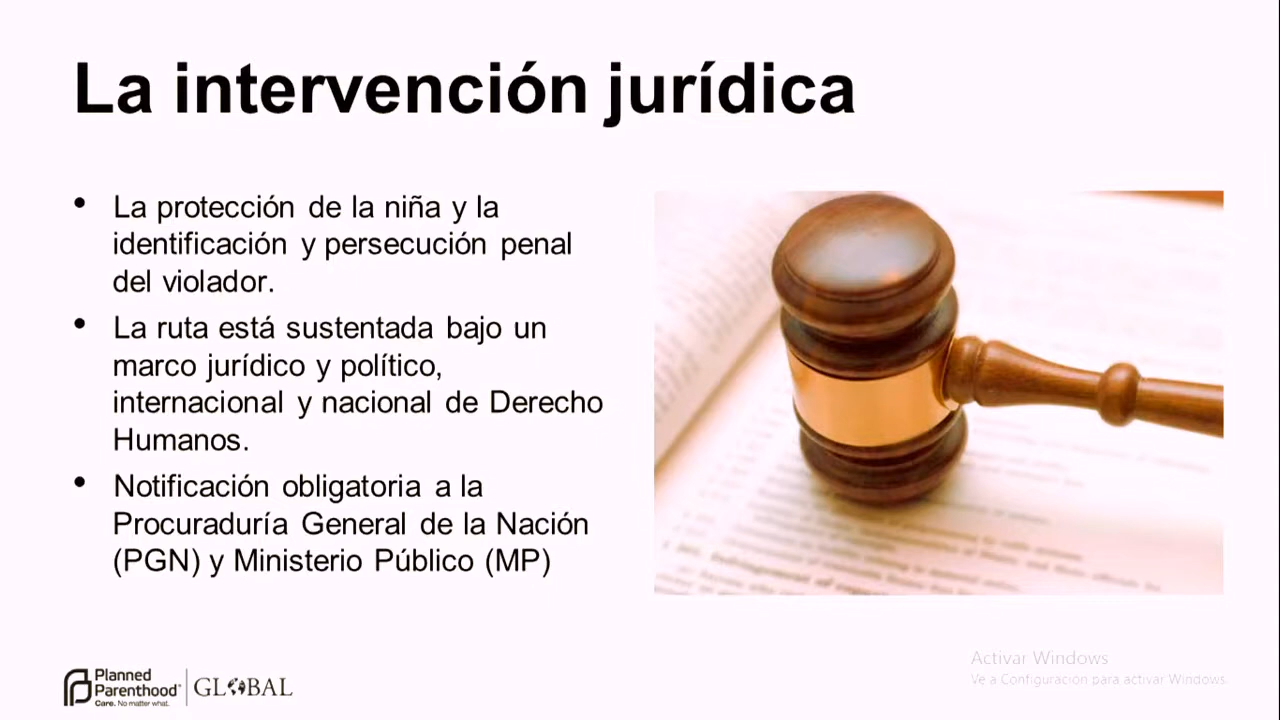 La intervención jurídica
• La protección de la niña y la
identificación y persecución penal
del violador.
• La ruta está sustentada bajo un
marco jurídico y político,
internacional y nacional de Derecho
Humanos.
• Notificación obligatoria a la
Procuraduría General de la Nación
(PGN) y Ministerio Público (MP)
Planned
Parenthood
Care. No matter what.
GLOBAL
Activar Windows
Ve a Configuración para activar Windows.